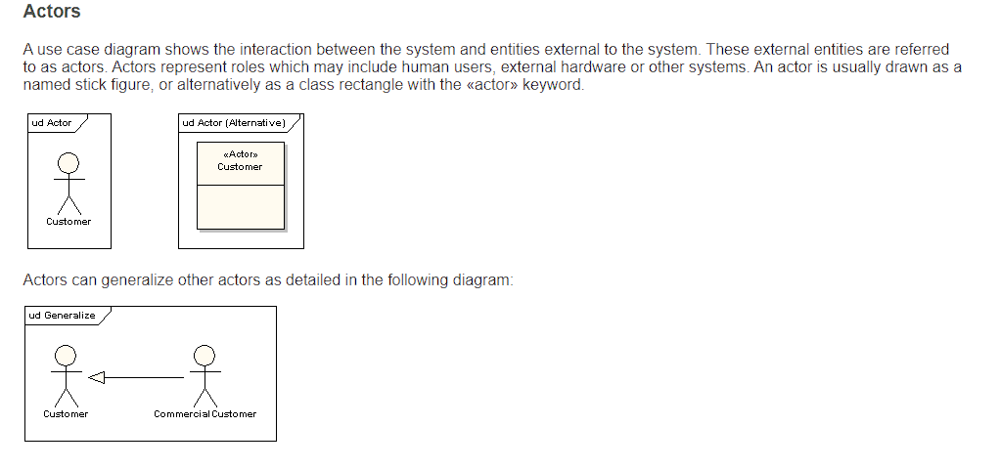 Actors
A use case diagram shows the interaction between the system and entities external to the system. These external entities are referred
to as actors. Actors represent roles which may include human users, external hardware or other systems. An actor is usually drawn as a
named stick figure, or alternatively as a class rectangle with the «actor» keyword.
ud Actor
Customer
ud Actor (Alternative)
«Actor»
Customer
Actors can generalize other actors as detailed in the following diagram:
ud Generalize
Customer
Commercial Customer